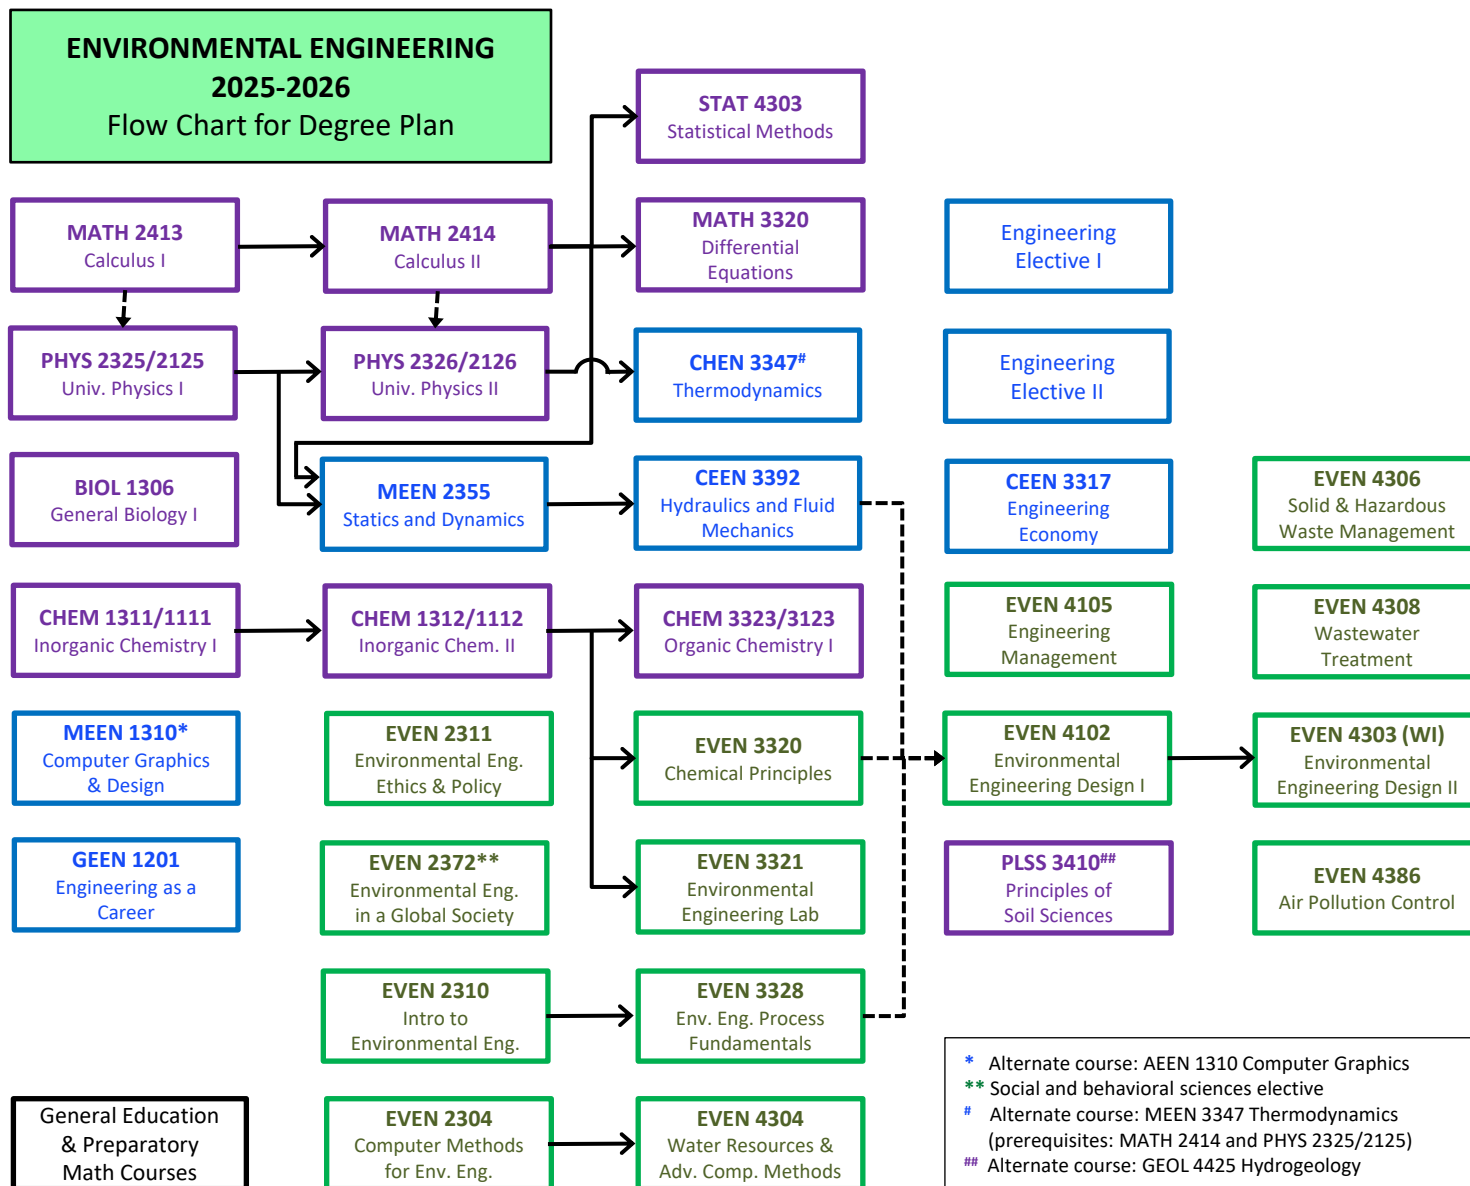 ENVIRONMENTAL ENGINEERING
2025-2026
Flow Chart for Degree Plan
STAT 4303
Statistical Methods
MATH 2413
Calculus I
MATH 2414
Calculus II
MATH 3320
Differential
Equations
Engineering
Elective I
PHYS 2325/2125
Univ. Physics I
PHYS 2326/2126
Univ. Physics II
CHEN 3347#
Thermodynamics
Engineering
Elective II
BIOL 1306
General Biology I
MEEN 2355
Statics and Dynamics
CEEN 3392
Hydraulics and Fluid
Mechanics
CEEN 3317
Engineering
Economy
EVEN 4306
Solid & Hazardous
Waste Management
CHEM 1311/1111
Inorganic Chemistry I
CHEM 1312/1112
Inorganic Chem. II
CHEM 3323/3123
Organic Chemistry I
EVEN 4105
Engineering
Management
EVEN 4308
Wastewater
Treatment
MEEN 1310*
Computer Graphics
& Design
EVEN 2311
Environmental Eng.
Ethics & Policy
EVEN 3320
Chemical Principles
EVEN 4102
Environmental
Engineering Design I
EVEN 4303 (WI)
Environmental
Engineering Design II
GEEN 1201
Engineering as a
Career
EVEN 2372**
Environmental Eng.
in a Global Society
EVEN 3321
Environmental
Engineering Lab
PLSS 3410##
Principles of
Soil Sciences
EVEN 4386
Air Pollution Control
EVEN 2310
Intro to
Environmental Eng.
EVEN 3328
Env. Eng. Process
Fundamentals
General Education
& Preparatory
Math Courses
EVEN 2304
Computer Methods
for Env. Eng.
EVEN 4304
Water Resources &
Adv. Comp. Methods
* Alternate course: AEEN 1310 Computer Graphics
** Social and behavioral sciences elective
# Alternate course: MEEN 3347 Thermodynamics
(prerequisites: MATH 2414 and PHYS 2325/2125)
## Alternate course: GEOL 4425 Hydrogeology